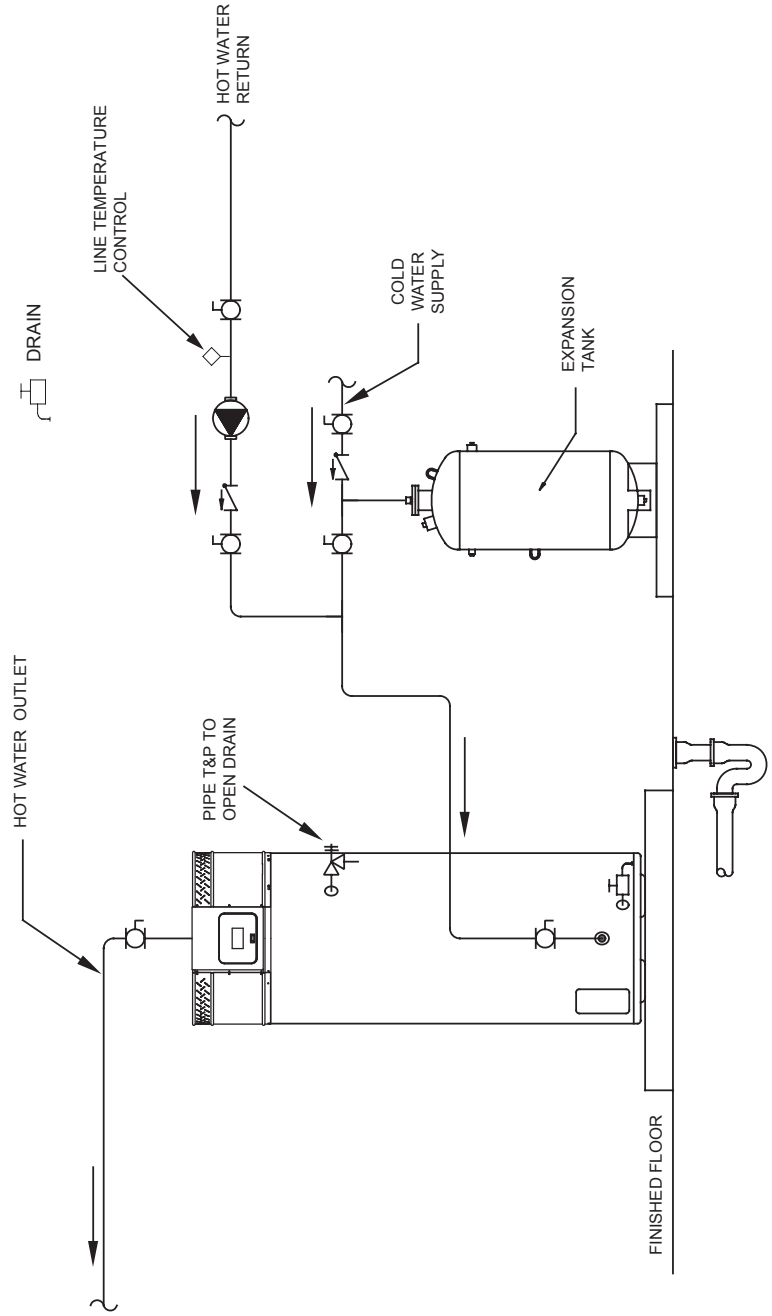 DRAIN
LINE TEMPERATURE
CONTROL
HOT WATER
RETURN
HOT WATER OUTLET
COLD
WATER
SUPPLY
PIPE T&P TO
OPEN DRAIN
EXPANSION
TANK
FINISHED FLOOR